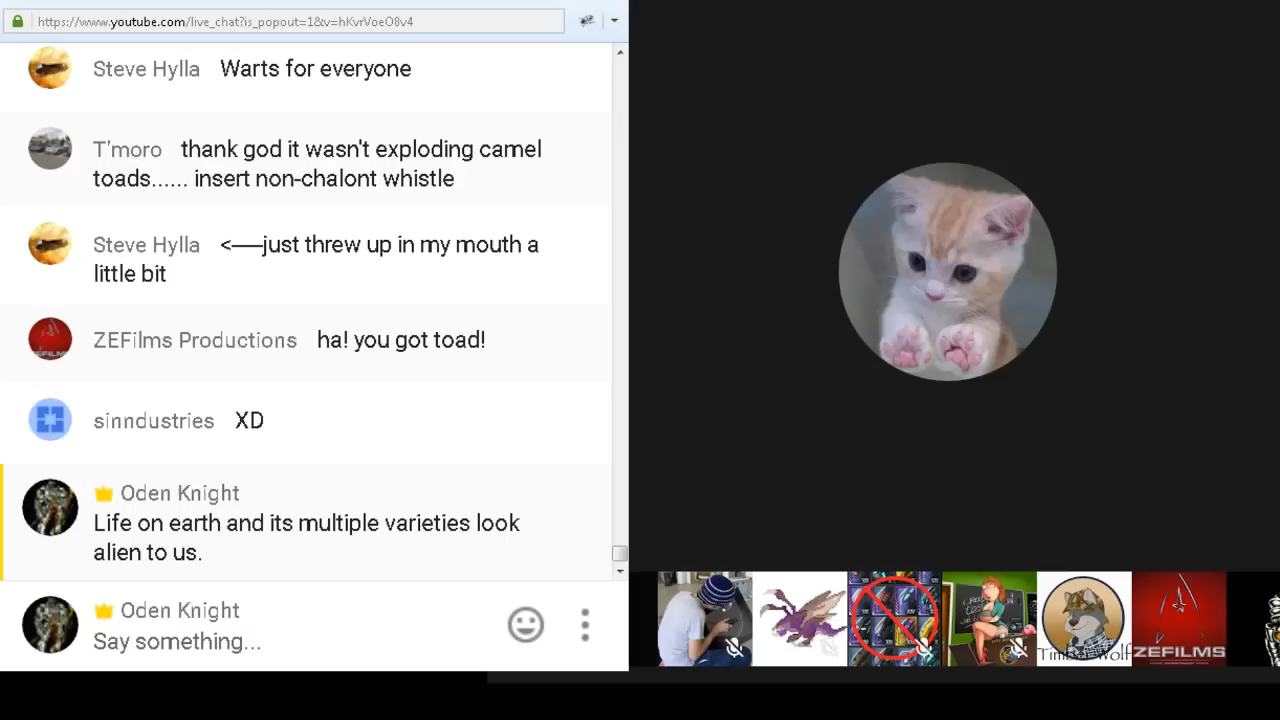 https://www.youtube.com/live_chat?is_popout=1&v=hKvrVoeO8v4
Steve Hylla Warts for everyone
T'moro thank god it wasn't exploding camel
toads...... insert non-chalont whistle
Steve Hylla <-—just threw up in my mouth a
little bit
ZEFilms Productions ha! you got toad!
sinndustries XD
Oden Knight
Life on earth and its multiple varieties look
alien to us.
Oden Knight
Say something...
ZEFILMS